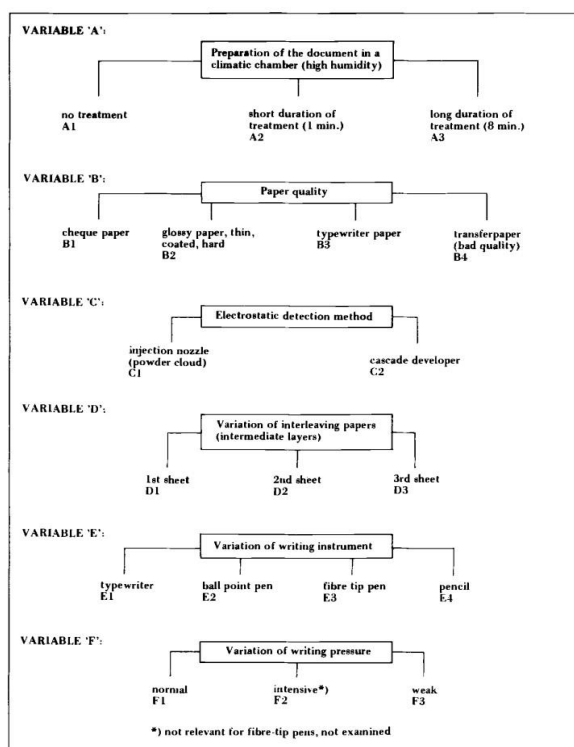 VARIABLE 'A':
Preparation of the document in a
climatic chamber (high humidity)
no treatment
A1
short duration of
treatment (1 min.)
A2
long duration of
treatment (8 min.)
A3
VARIABLE 'B':
Paper quality
cheque paper
B1
glossy paper, thin,
coated, hard
B2
typewriter paper
B3
transferpaper
(bad quality)
B4
VARIABLE 'C':
Electrostatic detection method
injection nozzle
(powder cloud)
C1
cascade developer
C2
VARIABLE 'D':
Variation of interleaving papers
(intermediate layers)
1st sheet
D1
2nd sheet
D2
3rd sheet
D3
VARIABLE 'E':
Variation of writing instrument
typewriter
E1
ball point pen
E2
fibre tip pen
E3
pencil
E4
VARIABLE 'F':
Variation of writing pressure
normal
F1
intensive*)
F2
weak
F3
*) not relevant for fibre-tip pens, not examined